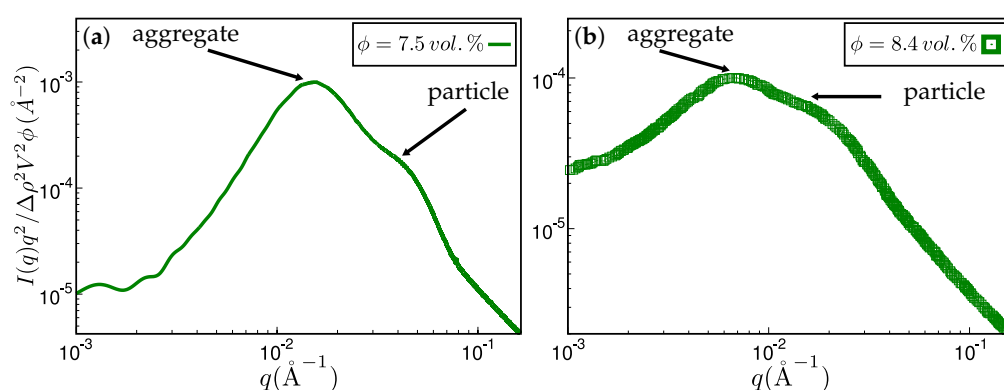 (a)
aggregate
ϕ = 7.5 vol. %
particle
10⁻³
10⁻⁴
10⁻⁵
I(q)q²/Δρ²V²ϕ(Å⁻²)
10⁻³
10⁻²
10⁻¹
q(Å⁻¹)
(b)
aggregate
ϕ = 8.4 vol. %
particle
10⁻⁴
10⁻⁵
10⁻³
10⁻²
10⁻¹
q(Å⁻¹)